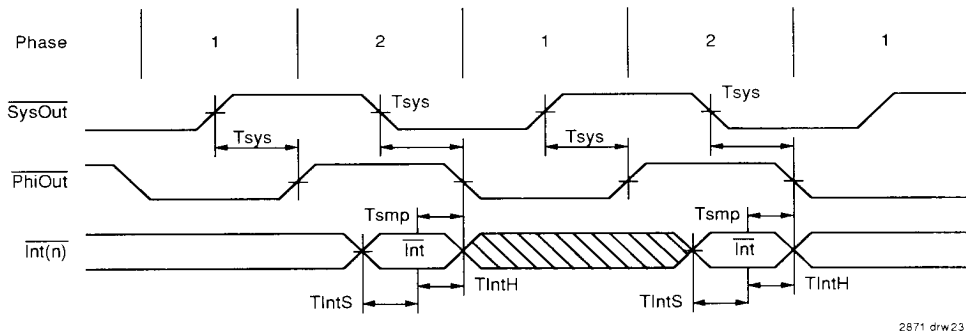 Phase 1 2 1 2 1
SysOut Tsys Tsys
Tsys Tsys
PhiOut
Tsmp Tsmp
Int(n) Int Int
TIntS TIntH TIntS TIntH
2871 drw23